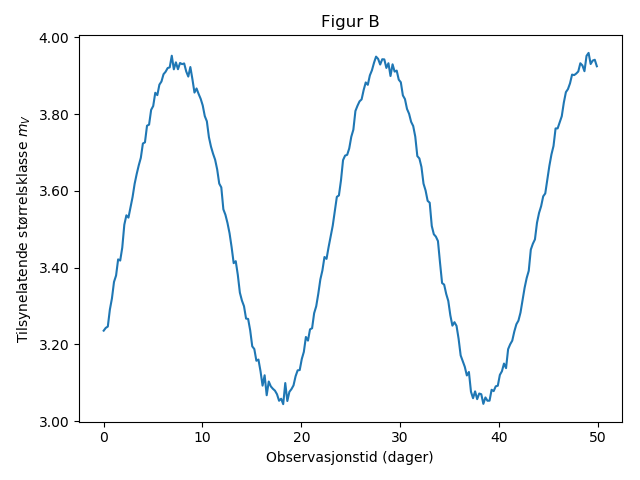 Figur B
Tilsynelatende størrelsklasse m_V
4.00
3.80
3.60
3.40
3.20
3.00
0 10 20 30 40 50
Observasjonstid (dager)